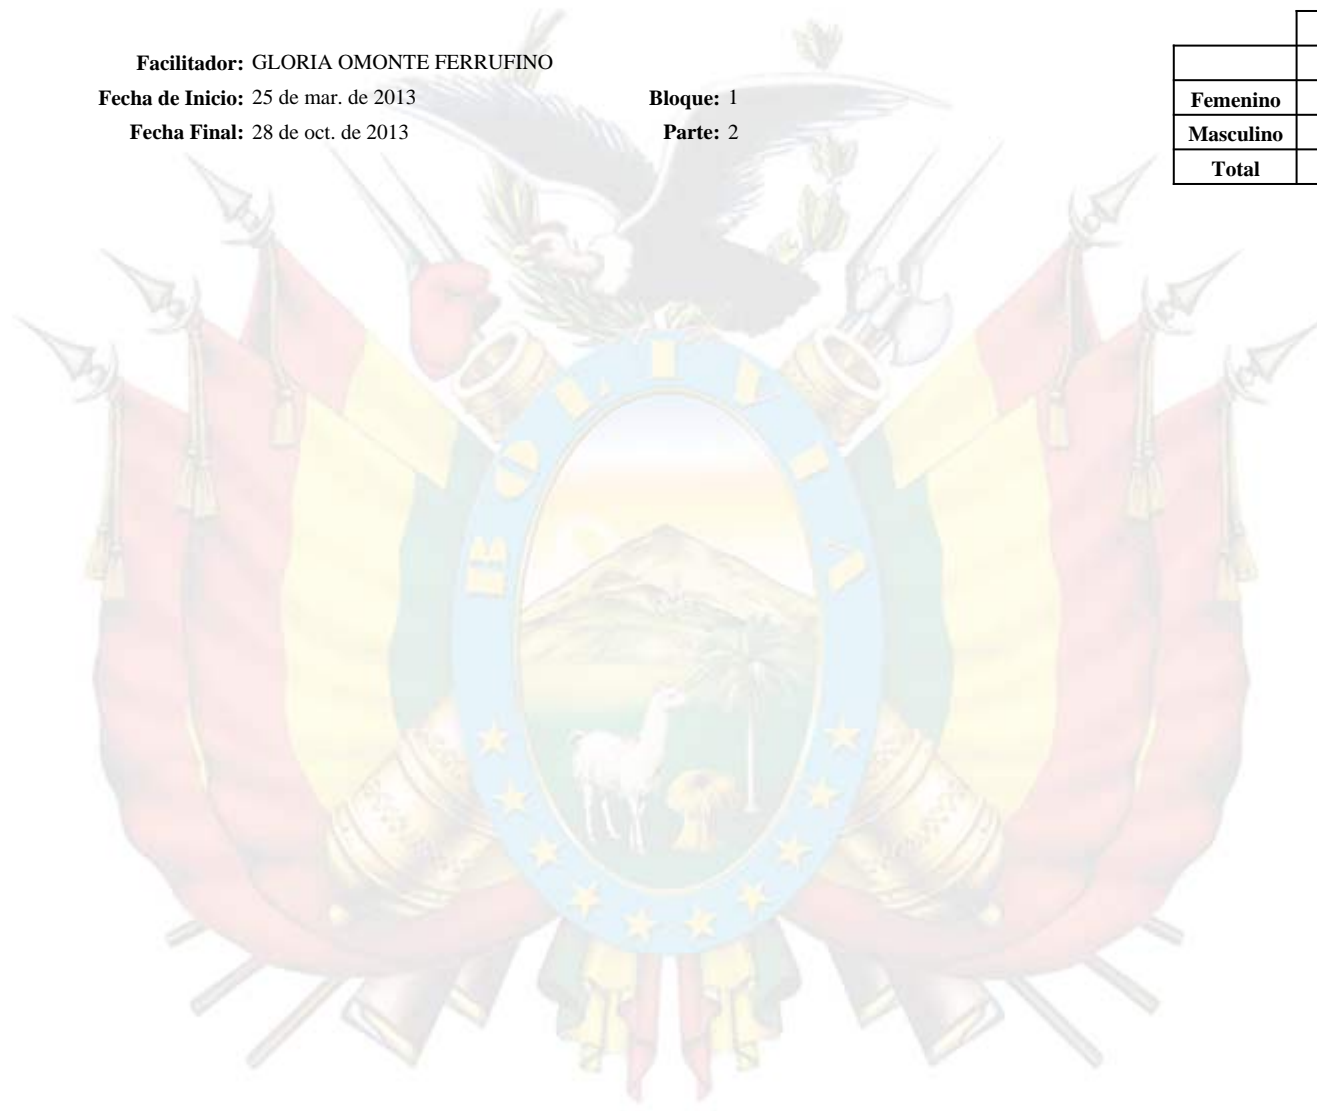 Facilitador: GLORIA OMONTE FERRUFINO
Fecha de Inicio: 25 de mar. de 2013 Bloque: 1
Fecha Final: 28 de oct. de 2013 Parte: 2
Femenino
Masculino
Total
BOLIVIA